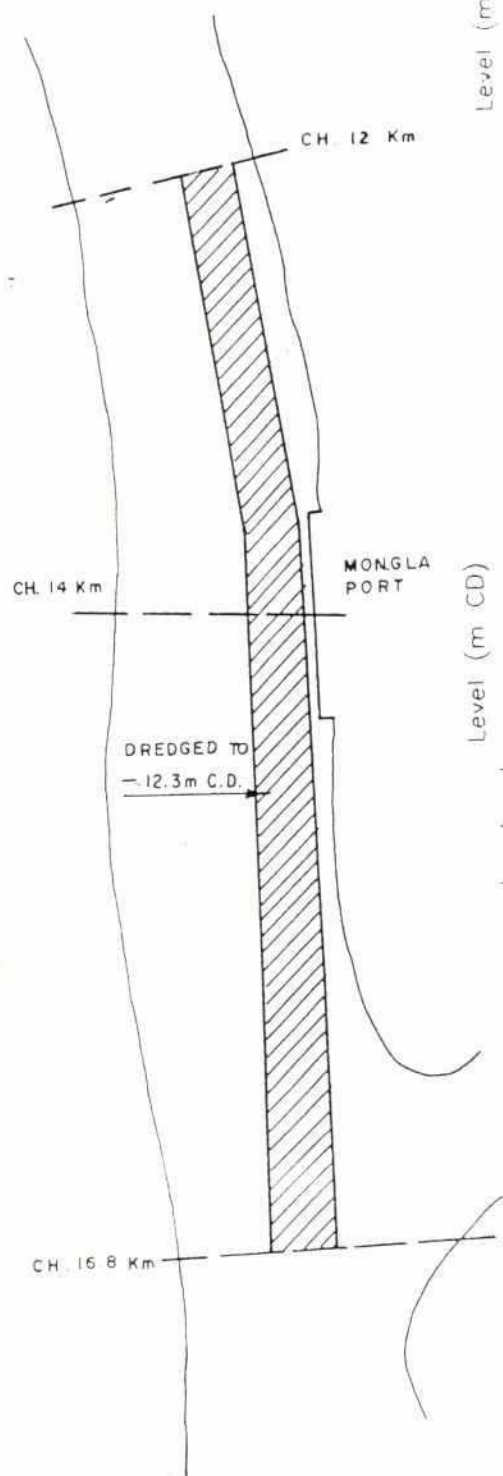 Level (m
CH. 12 Km
MONGLA
PORT
CH. 14 Km
Level (m CD)
DREDGED TO
-12.3m C.D.
CH. 16.8 Km